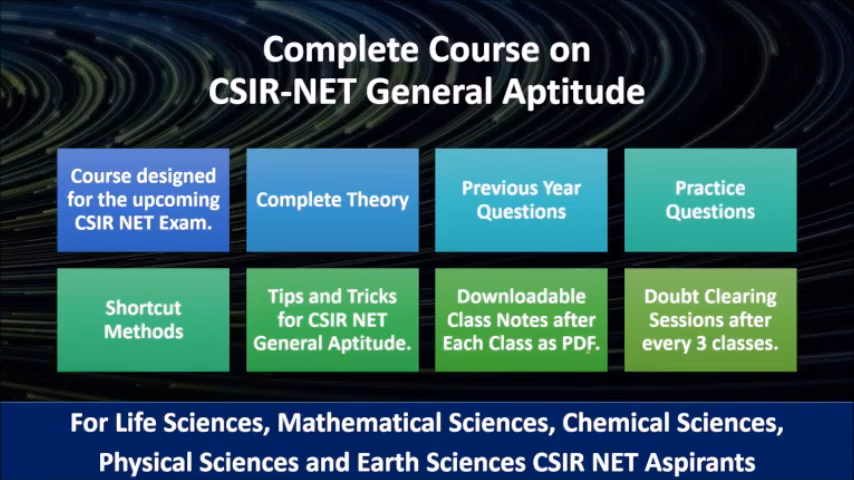 Complete Course on
CSIR-NET General Aptitude
Course designed
for the upcoming
CSIR NET Exam.
Complete Theory
Previous Year
Questions
Practice
Questions
Shortcut
Methods
Tips and Tricks
for CSIR NET
General Aptitude.
Downloadable
Class Notes after
Each Class as PDF.
Doubt Clearing
Sessions after
every 3 classes.
For Life Sciences, Mathematical Sciences, Chemical Sciences,
Physical Sciences and Earth Sciences CSIR NET Aspirants